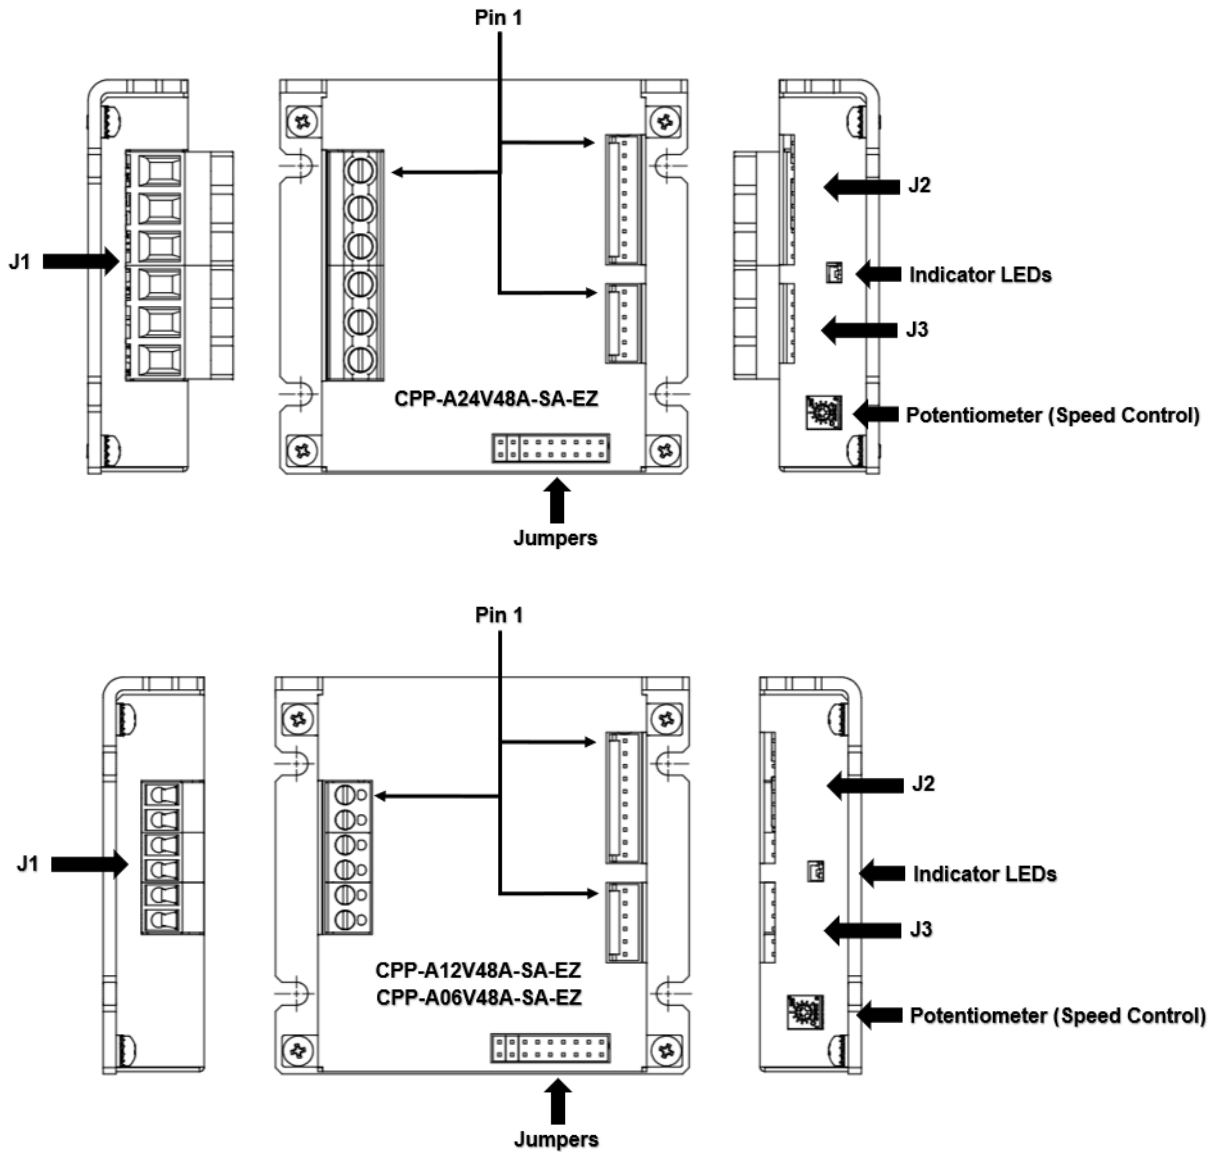 Pin 1
J2
J1
Indicator LEDs
J3
CPP-A24V48A-SA-EZ
Potentiometer (Speed Control)
Jumpers
Pin 1
J2
J1
Indicator LEDs
J3
CPP-A12V48A-SA-EZ
CPP-A06V48A-SA-EZ
Potentiometer (Speed Control)
Jumpers